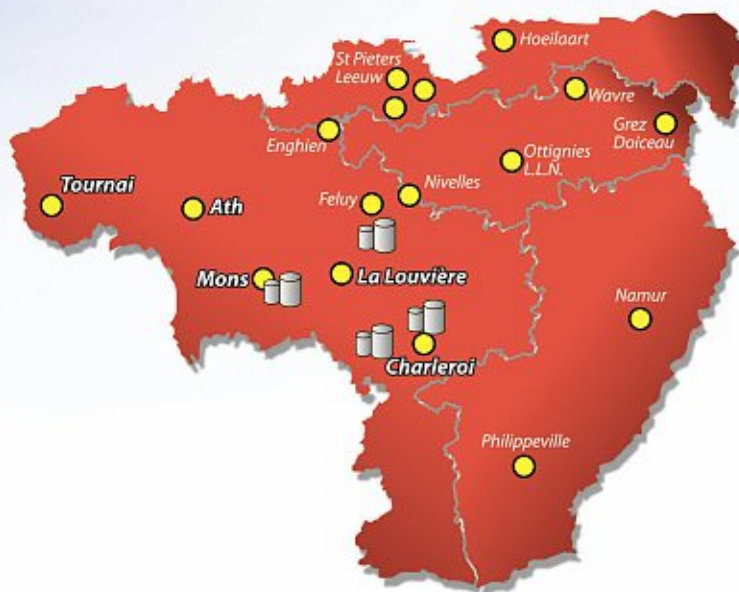 Hoeilaart
St Pieters
Leeuw
Wavre
Grez
Doiceau
Enghien
Ottignies
L.L.N.
Tournai
Ath
Feluy
Nivelles
Mons
La Louvière
Namur
Charleroi
Philippeville